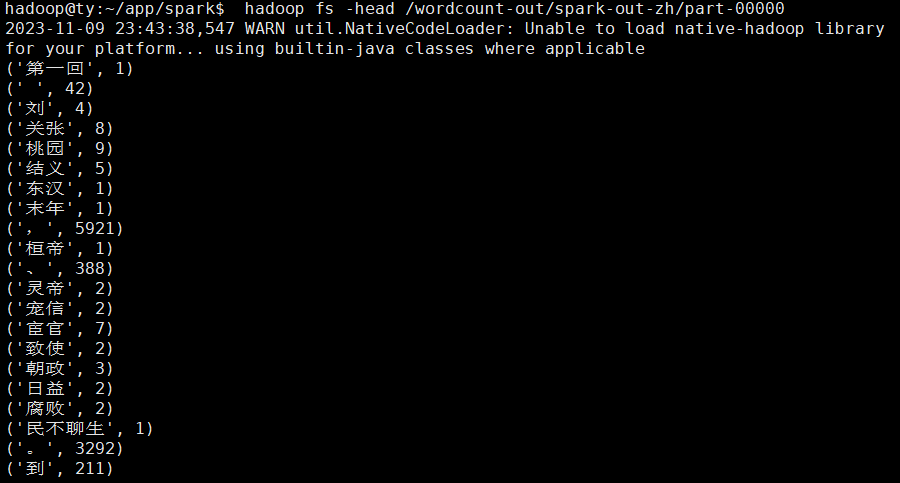 hadoop@ty:~/app/spark$  hadoop fs -head /wordcount-out/spark-out-zh/part-00000
2023-11-09 23:43:38,547 WARN util.NativeCodeLoader: Unable to load native-hadoop library
for your platform... using builtin-java classes where applicable
('第一回', 1)
(' ', 42)
('刘', 4)
('关张', 8)
('桃园', 9)
('结义', 5)
('东汉', 1)
('末年', 1)
('，', 5921)
('桓帝', 1)
('、', 388)
('灵帝', 2)
('宠信', 2)
('宦官', 7)
('致使', 2)
('朝政', 3)
('日益', 2)
('腐败', 2)
('民不聊生', 1)
('。', 3292)
('到', 211)